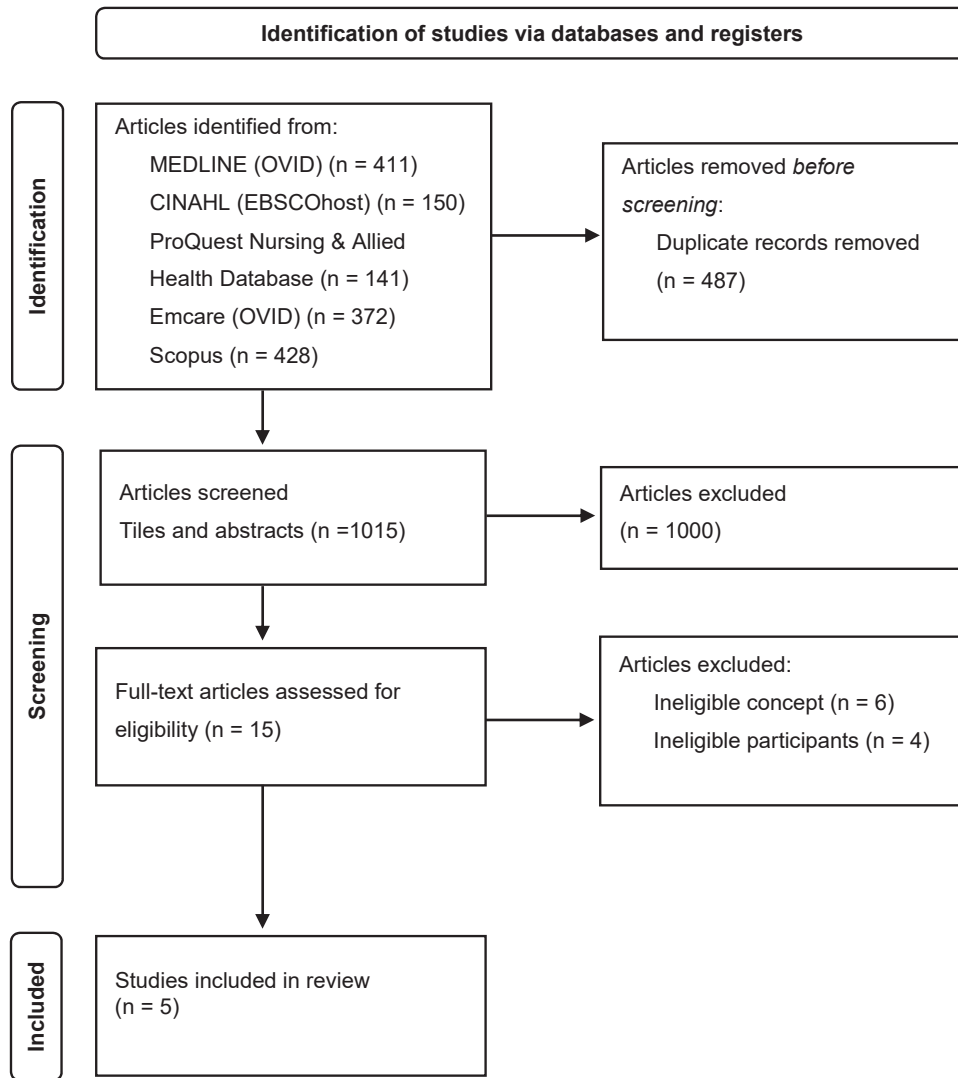 Identification of studies via databases and registers
Identification
Articles identified from:
MEDLINE (OVID) (n = 411)
CINAHL (EBSCOhost) (n = 150)
ProQuest Nursing & Allied
Health Database (n = 141)
Emcare (OVID) (n = 372)
Scopus (n = 428)
Articles removed before
screening:
Duplicate records removed
(n = 487)
Screening
Articles screened
Tiles and abstracts (n =1015)
Articles excluded
(n = 1000)
Full-text articles assessed for
eligibility (n = 15)
Articles excluded:
Ineligible concept (n = 6)
Ineligible participants (n = 4)
Included
Studies included in review
(n = 5)